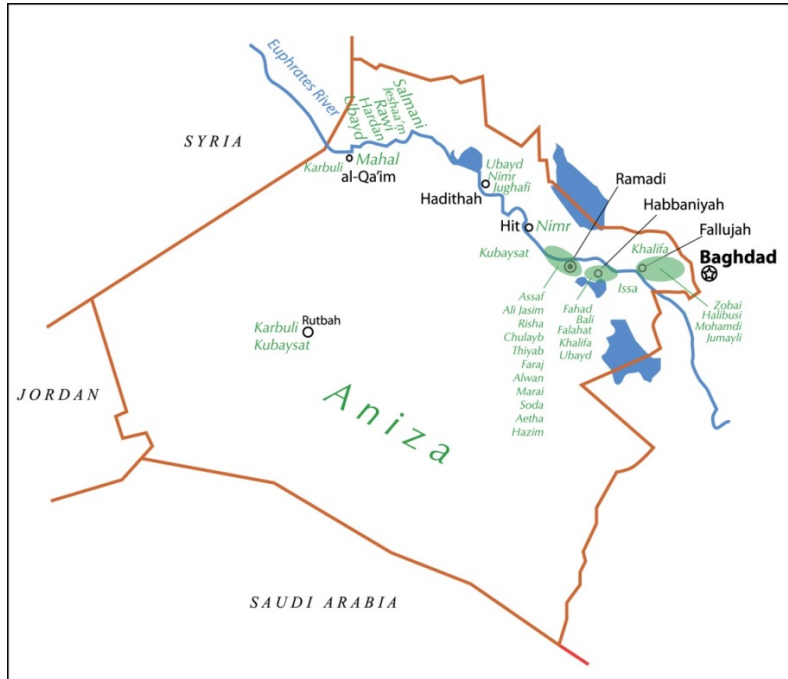 Euphrates River
SYRIA
Ubayd
Hardan
Rawi
Jeshaa'm
Salmani
Karbuli
Mahal
al-Qa'im
Ubayd
Nimr
Jughafi
Hadithah
Ramadi
Habbaniyah
Hit
Nimr
Fallujah
Khalifa
Baghdad
Kubaysat
Issa
Assaf
Ali Jasim
Risha
Chulayb
Thiyab
Faraj
Alwan
Marai
Soda
Aetha
Hazim
Fahad
Bali
Falahat
Khalifa
Ubayd
Zobai
Halibusi
Mohamdi
Jumayli
Rutbah
Karbuli
Kubaysat
JORDAN
Aniza
SAUDI ARABIA